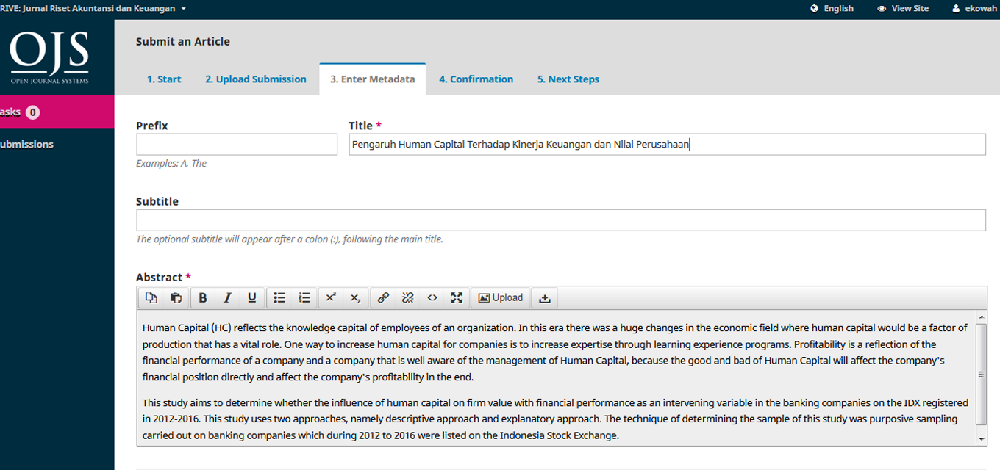 RIVE: Jurnal Riset Akuntansi dan Keuangan
English
View Site
ekowah
OJS
OPEN JOURNAL SYSTEMS
asks 0
ubmissions
Submit an Article
1. Start
2. Upload Submission
3. Enter Metadata
4. Confirmation
5. Next Steps
Prefix
Title *
Pengaruh Human Capital Terhadap Kinerja Keuangan dan Nilai Perusahaan
Examples: A, The
Subtitle
The optional subtitle will appear after a colon (:), following the main title.
Abstract *
B I U x² x₂ Upload
Human Capital (HC) reflects the knowledge capital of employees of an organization. In this era there was a huge changes in the economic field where human capital would be a factor of
production that has a vital role. One way to increase human capital for companies is to increase expertise through learning experience programs. Profitability is a reflection of the
financial performance of a company and a company that is well aware of the management of Human Capital, because the good and bad of Human Capital will affect the company's
financial position directly and affect the company's profitability in the end.
This study aims to determine whether the influence of human capital on firm value with financial performance as an intervening variable in the banking companies on the IDX registered
in 2012-2016. This study uses two approaches, namely descriptive approach and explanatory approach. The technique of determining the sample of this study was purposive sampling
carried out on banking companies which during 2012 to 2016 were listed on the Indonesia Stock Exchange.